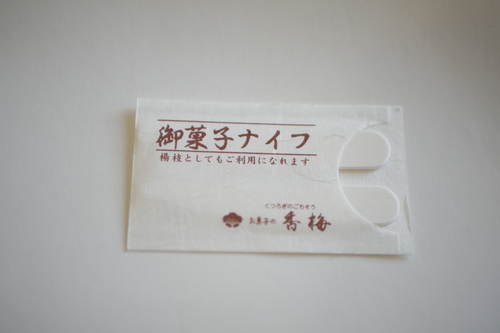 御菓子ナイフ
楊枝としてもご利用になれます
くつろぎのごちそう
お菓子の 香梅